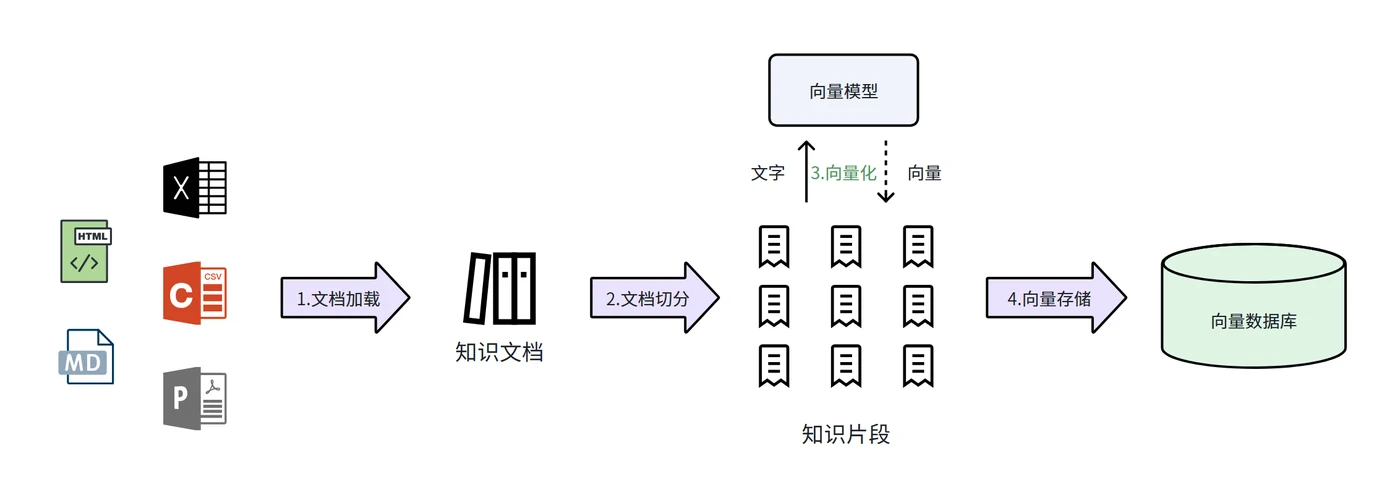 HTML
</>
MD
X
CSV
C
P
1.文档加载
知识文档
2.文档切分
向量模型
文字
3.向量化
向量
知识片段
4.向量存储
向量数据库